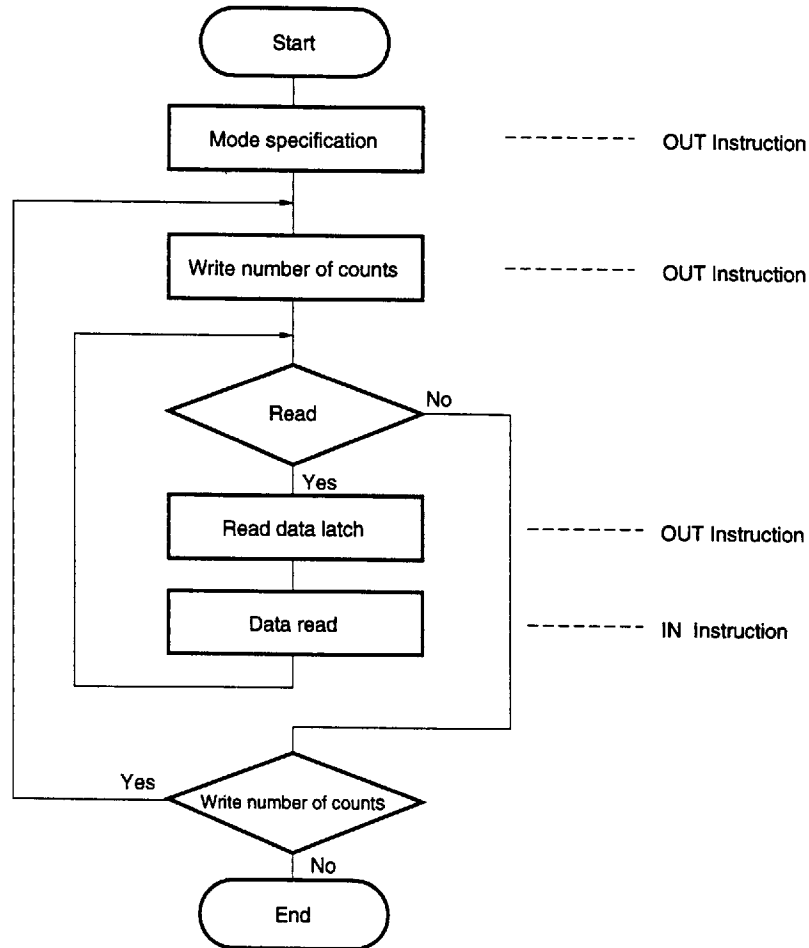 Start
Mode specification
OUT Instruction
Write number of counts
OUT Instruction
Read
No
Yes
Read data latch
OUT Instruction
Data read
IN Instruction
Yes
Write number of counts
No
End